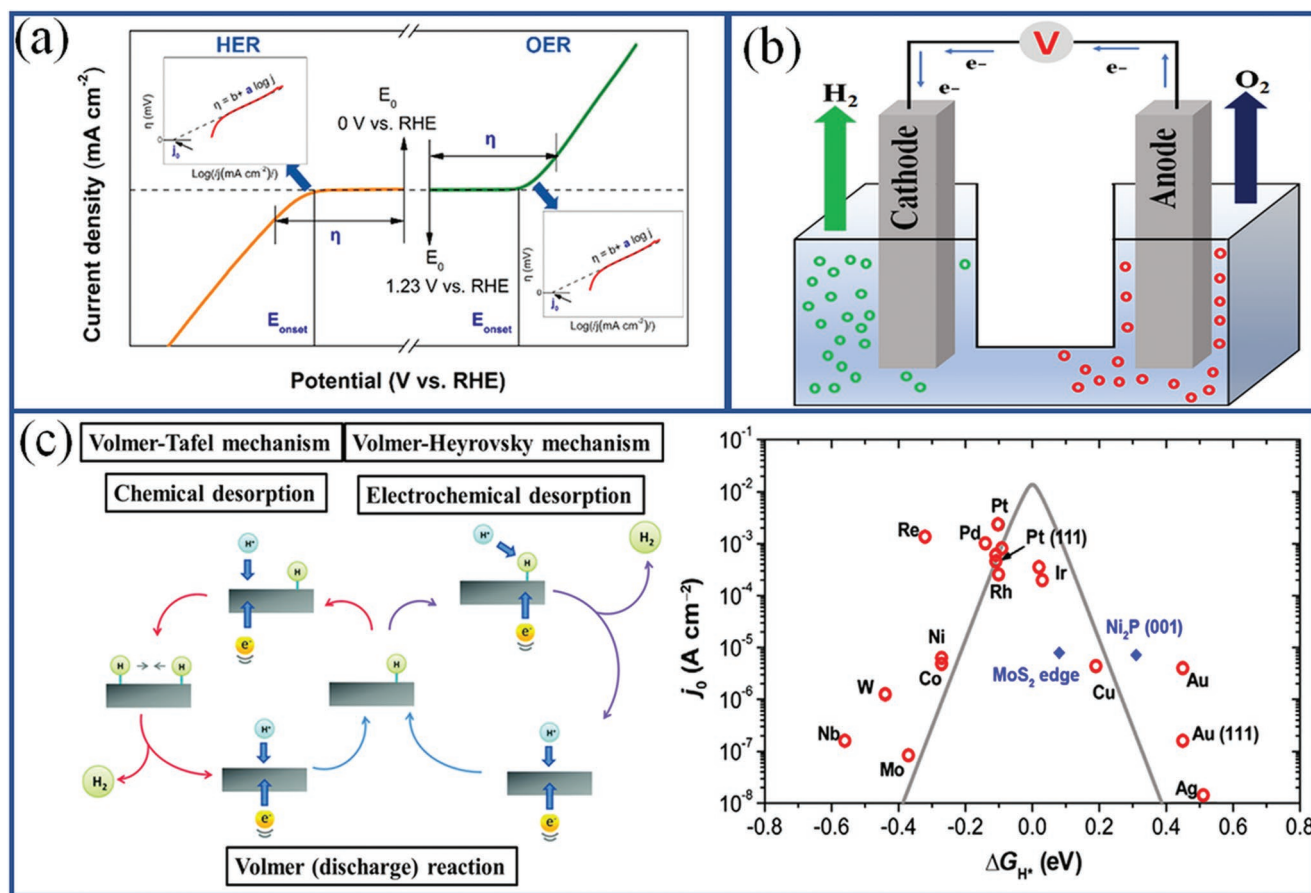 (a)
HER
OER
Current density (mA cm⁻²)
η (mV)
η = b+ a log j
0
j₀
Log(/j(mA cm⁻²)/)
E₀
0 V vs. RHE
η
η
E₀
1.23 V vs. RHE
η (mV)
η = b+ a log j
0
j₀
Log(/j(mA cm⁻²)/)
E onset
E onset
Potential (V vs. RHE)
(b)
V
e−
e−
e−
e−
H₂
O₂
Cathode
Anode
(c)
Volmer-Tafel mechanism
Volmer-Heyrovsky mechanism
Chemical desorption
Electrochemical desorption
H⁺
H
e⁻
H⁺
H
e⁻
H₂
H
H
H
H₂
H⁺
e⁻
H⁺
e⁻
Volmer (discharge) reaction
j₀ (A cm⁻²)
10⁻¹
10⁻²
10⁻³
10⁻⁴
10⁻⁵
10⁻⁶
10⁻⁷
10⁻⁸
Pt
Re
Pd
Pt (111)
Ir
Rh
Ni
Co
Ni₂P (001)
MoS₂ edge
W
Cu
Au
Nb
Mo
Au (111)
Ag
-0.8
-0.6
-0.4
-0.2
0.0
0.2
0.4
0.6
0.8
ΔG H* (eV)